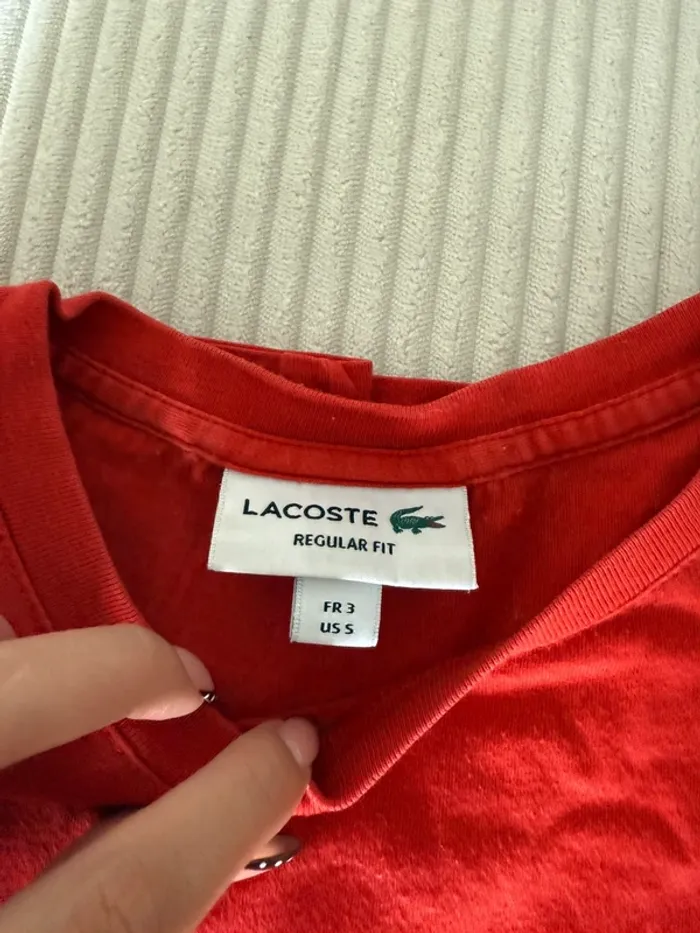 LACOSTE
REGULAR FIT
FR 3
US S